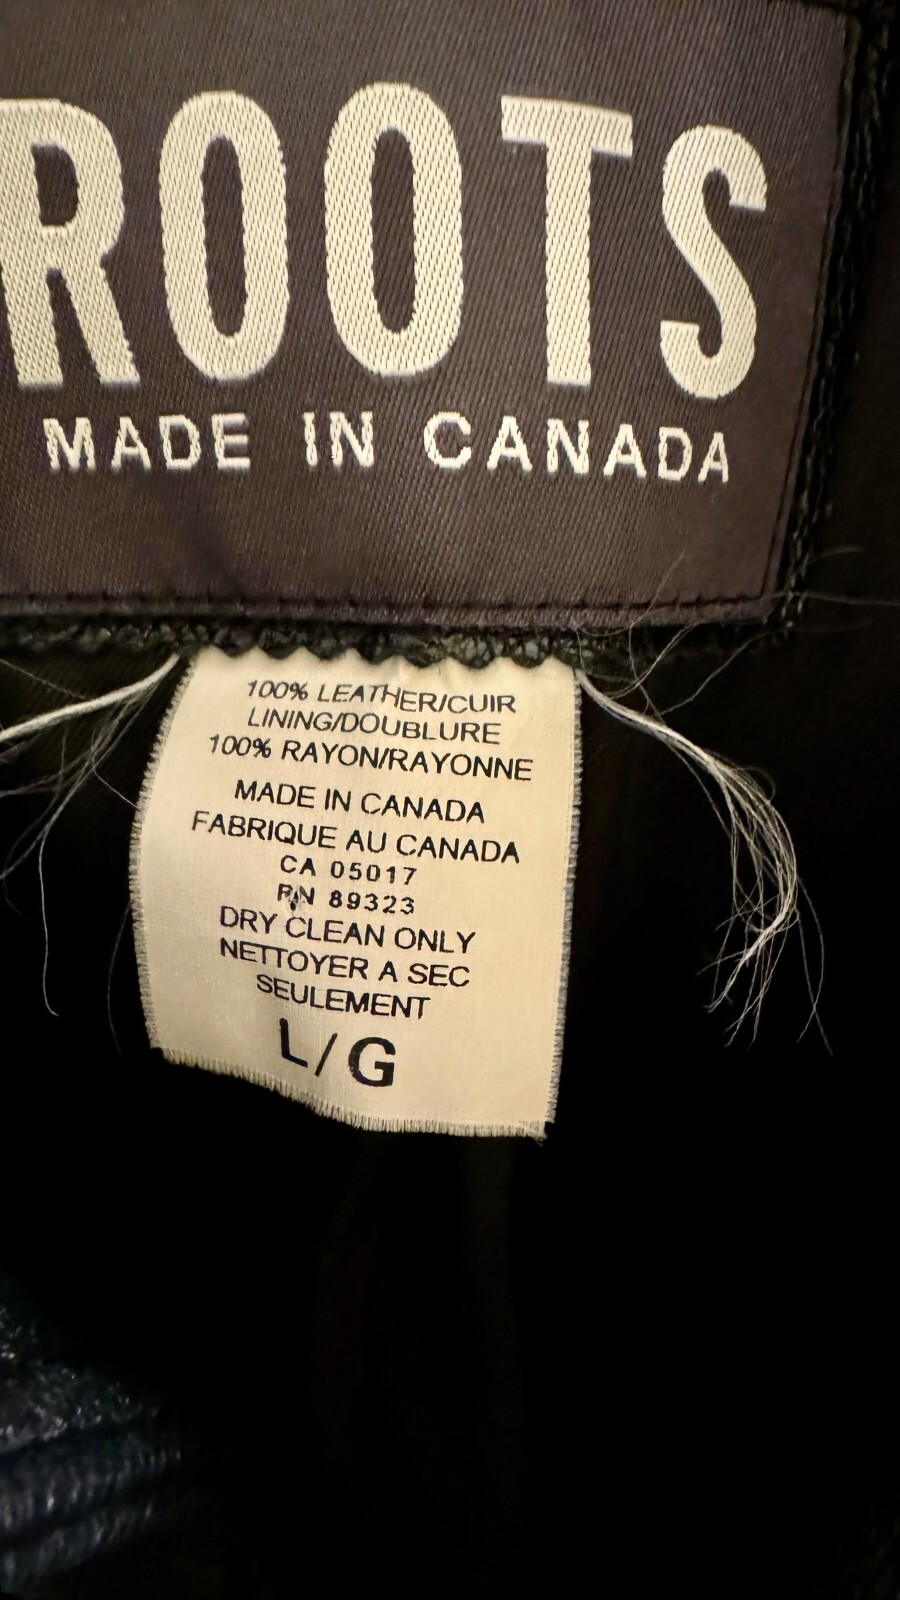 ROOTS
MADE IN CANADA
100% LEATHER/CUIR
LINING/DOUBLURE
100% RAYON/RAYONNE
MADE IN CANADA
FABRIQUE AU CANADA
CA 05017
RN 89323
DRY CLEAN ONLY
NETTOYER A SEC
SEULEMENT
L/G